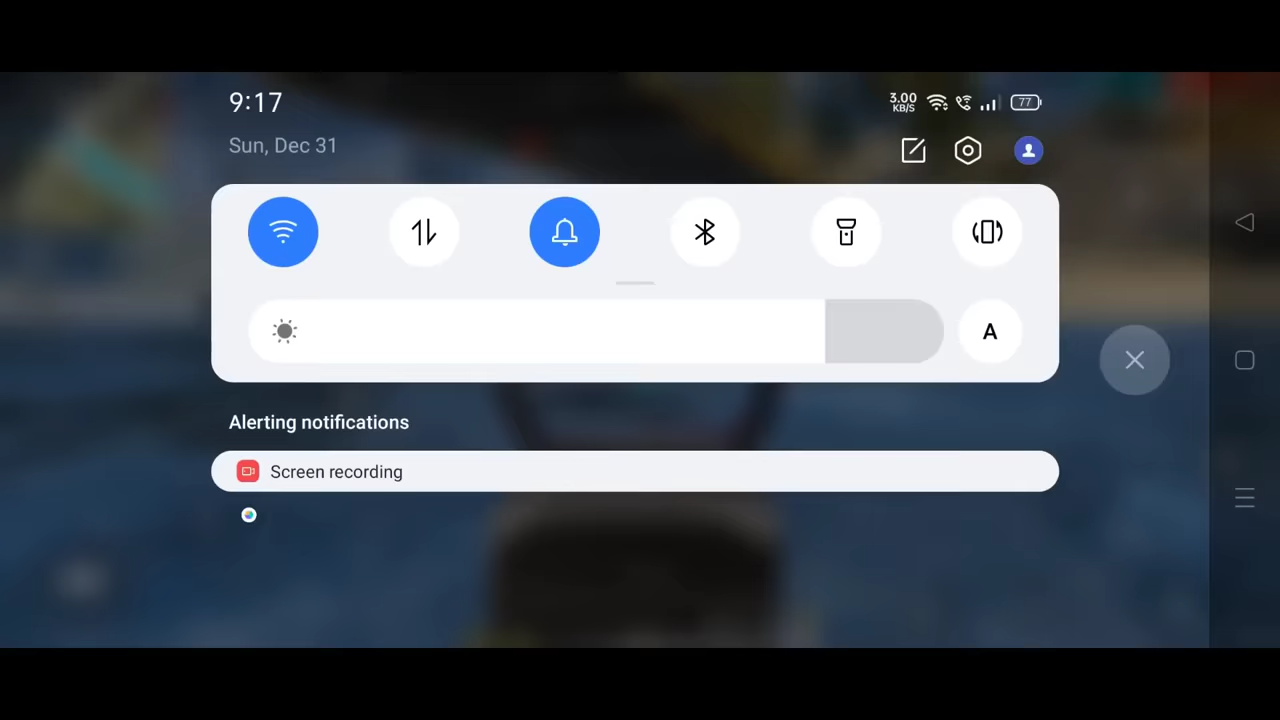 9:17
3.00
KB/S
77
Sun, Dec 31
A
Alerting notifications
Screen recording